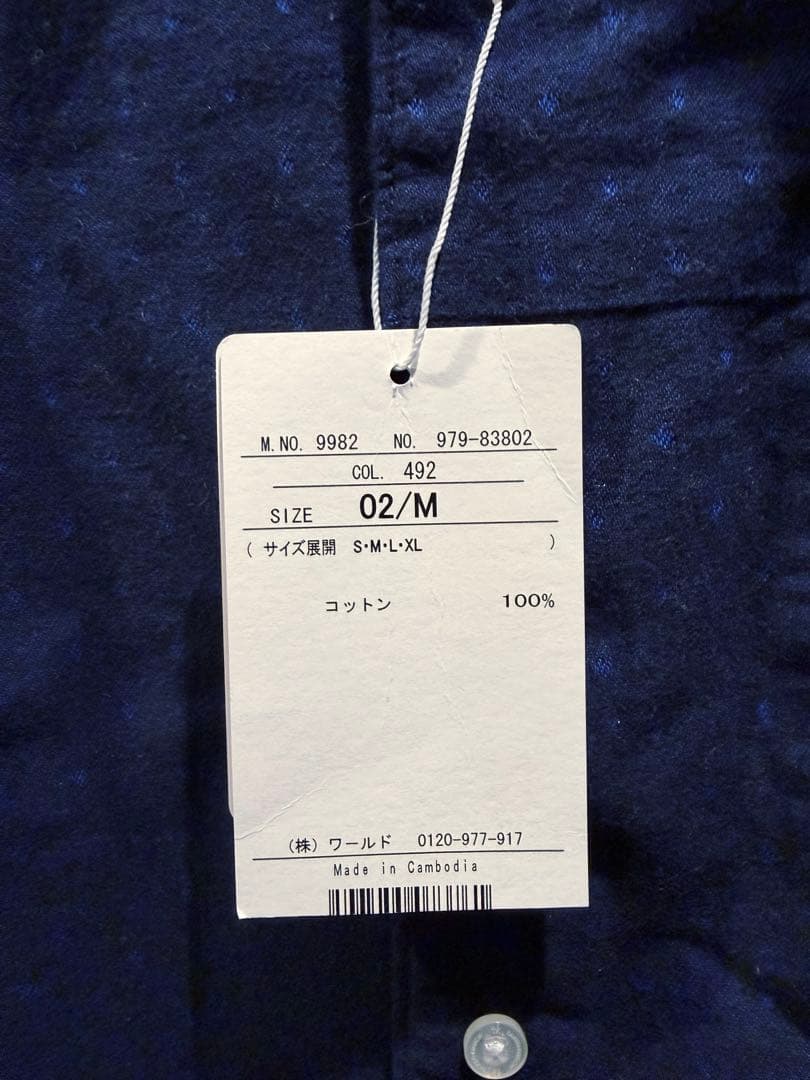 M.NO. 9982 NO. 979-83802
COL. 492
SIZE 02/M
( サイズ展開 S・M・L・XL )
コットン 100%
(株) ワールド 0120-977-917
Made in Cambodia